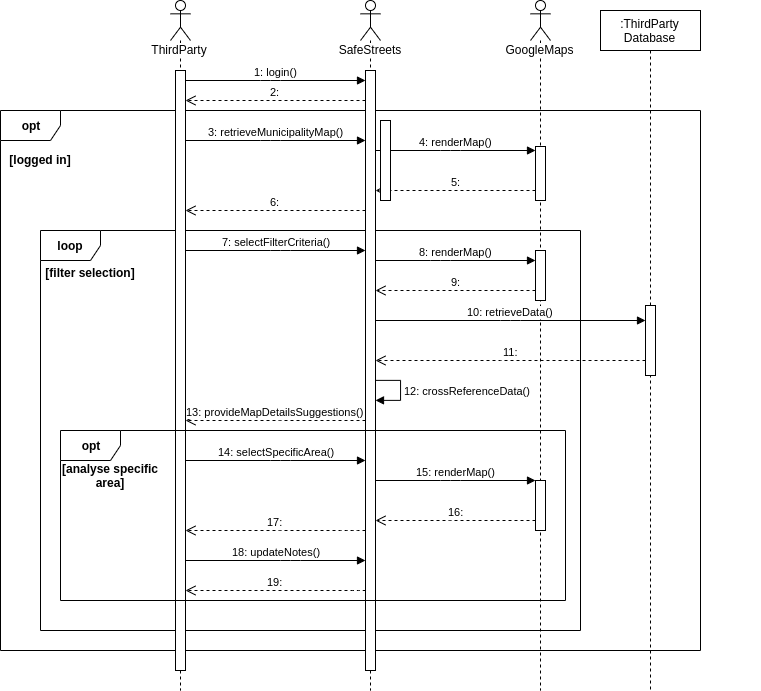 ThirdParty
SafeStreets
GoogleMaps
:ThirdParty
Database
1: login()
2:
opt
[logged in]
3: retrieveMunicipalityMap()
4: renderMap()
5:
6:
loop
[filter selection]
7: selectFilterCriteria()
8: renderMap()
9:
10: retrieveData()
11:
12: crossReferenceData()
13: provideMapDetailsSuggestions()
opt
[analyse specific
area]
14: selectSpecificArea()
15: renderMap()
16:
17:
18: updateNotes()
19: